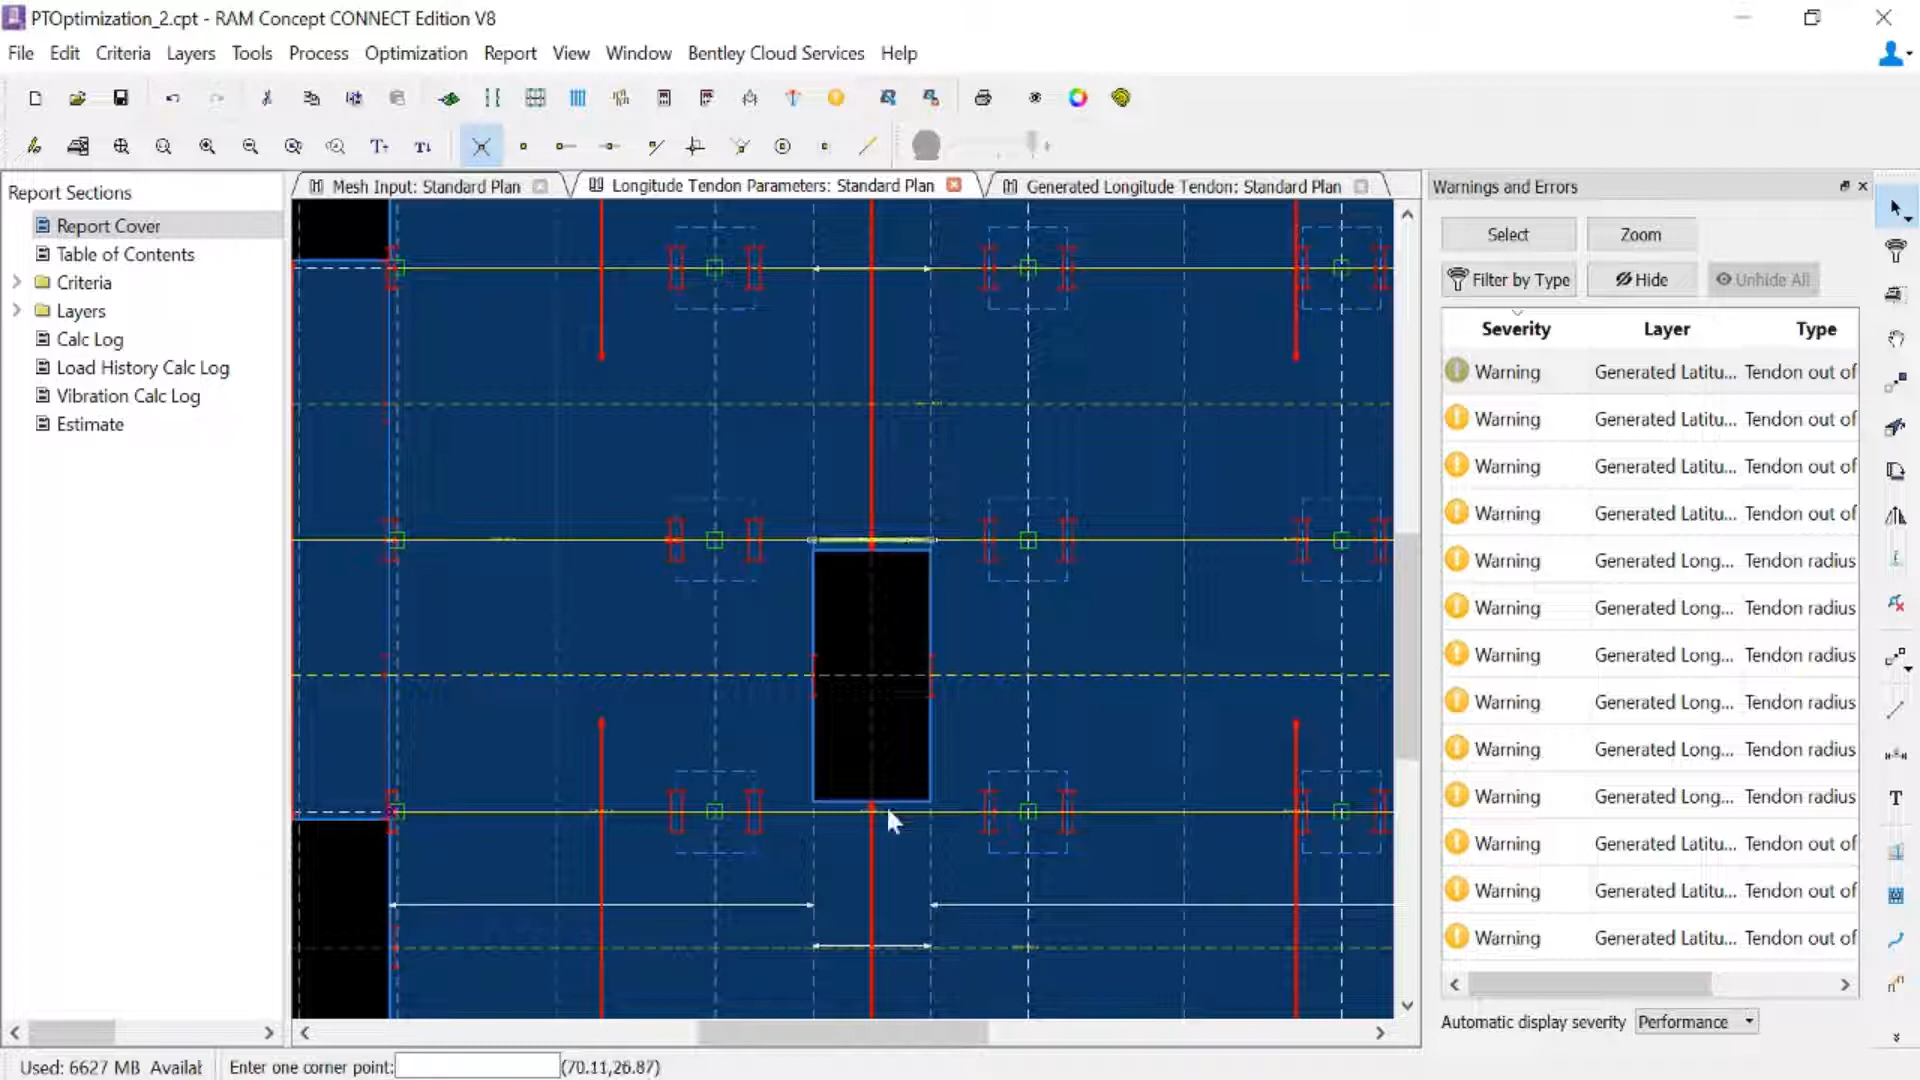 PTOptimization_2.cpt - RAM Concept CONNECT Edition V8
File Edit Criteria Layers Tools Process Optimization Report View Window Bentley Cloud Services Help
Report Sections
Report Cover
Table of Contents
Criteria
Layers
Calc Log
Load History Calc Log
Vibration Calc Log
Estimate
Mesh Input: Standard Plan
Longitude Tendon Parameters: Standard Plan
Generated Longitude Tendon: Standard Plan
Warnings and Errors
Select Zoom
Filter by Type Hide Unhide All
Severity Layer Type
Warning Generated Latitu... Tendon out of
Warning Generated Latitu... Tendon out of
Warning Generated Latitu... Tendon out of
Warning Generated Latitu... Tendon out of
Warning Generated Long... Tendon radius
Warning Generated Long... Tendon radius
Warning Generated Long... Tendon radius
Warning Generated Long... Tendon radius
Warning Generated Long... Tendon radius
Warning Generated Long... Tendon radius
Warning Generated Latitu... Tendon out of
Warning Generated Latitu... Tendon out of
Warning Generated Latitu... Tendon out of
Automatic display severity Performance
Used: 6627 MB Availal Enter one corner point: (70.11,26.87)